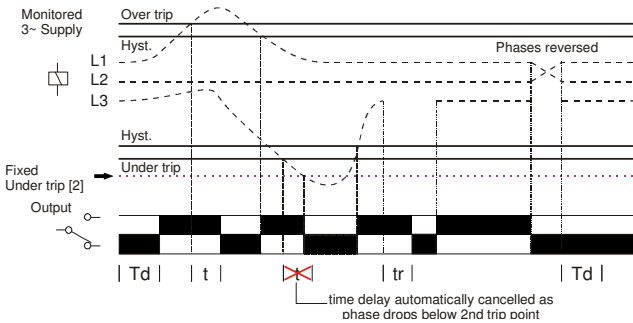 Monitored
3~ Supply
Over trip
Hyst.
Phases reversed
L1
L2
L3
Hyst.
Under trip
Fixed
Under trip [2]
Output
Td
t
t
tr
Td
time delay automatically cancelled as
phase drops below 2nd trip point